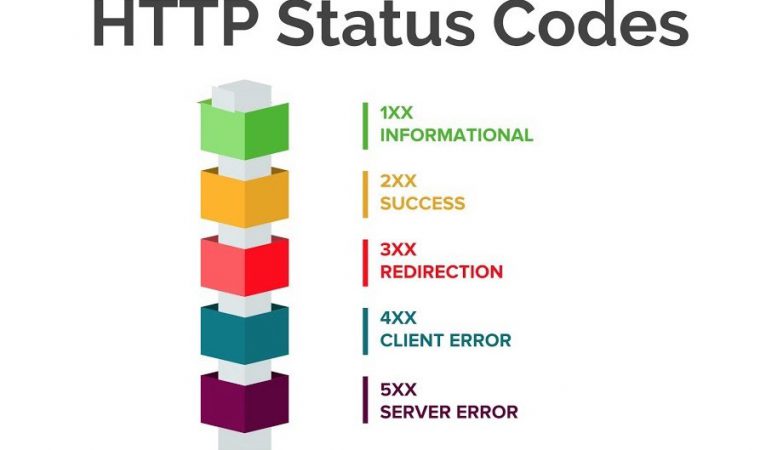 HTTP Status Codes
1XX
INFORMATIONAL
2XX
SUCCESS
3XX
REDIRECTION
4XX
CLIENT ERROR
5XX
SERVER ERROR